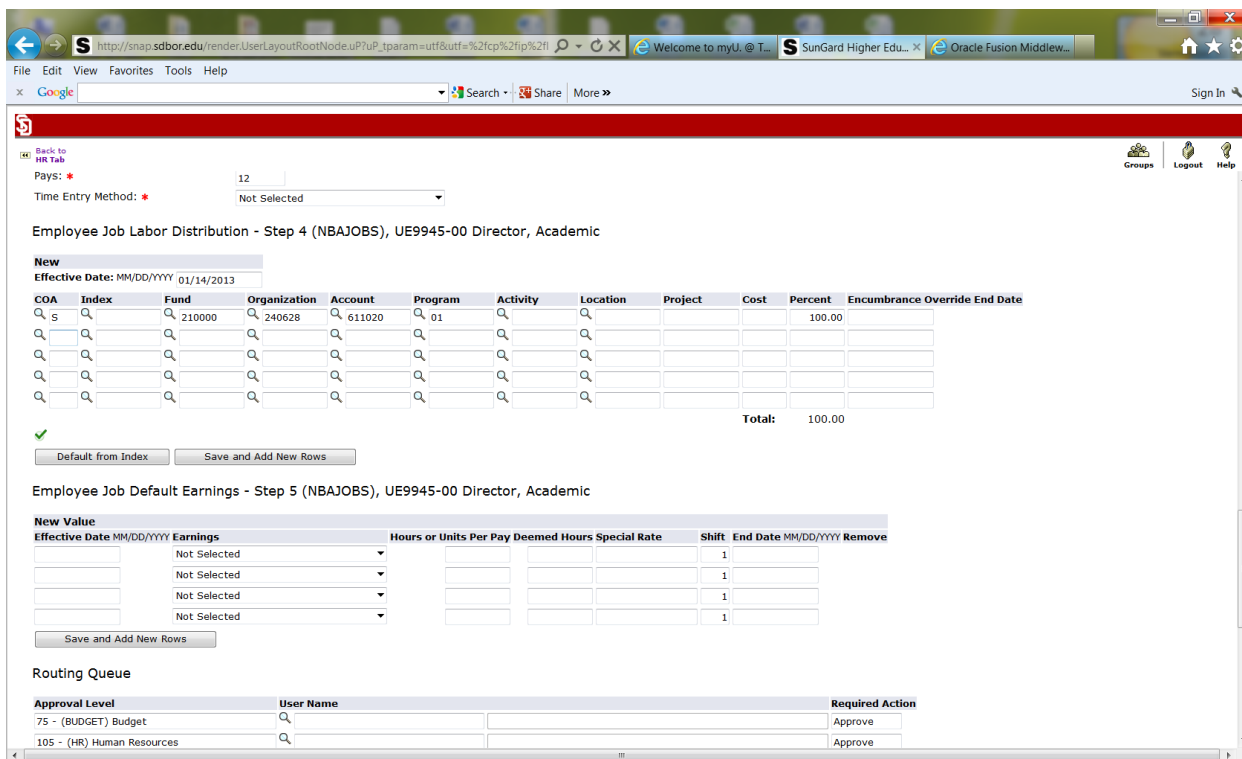 http://snap.sdbor.edu/render.UserLayoutRootNode.uP?uP_tparam=utf&utf=%2fcp%2fip%2fl
Welcome to myU. @ T... SunGard Higher Edu... Oracle Fusion Middlew...
File Edit View Favorites Tools Help
x Google Search Share More » Sign In
Back to
HR Tab
Groups Logout Help
Pays: * 12
Time Entry Method: * Not Selected
Employee Job Labor Distribution - Step 4 (NBAJOBS), UE9945-00 Director, Academic
New
Effective Date: MM/DD/YYYY 01/14/2013
COA Index Fund Organization Account Program Activity Location Project Cost Percent Encumbrance Override End Date
S 210000 240628 611020 01 100.00
Total: 100.00
Default from Index Save and Add New Rows
Employee Job Default Earnings - Step 5 (NBAJOBS), UE9945-00 Director, Academic
New Value
Effective Date MM/DD/YYYY Earnings Hours or Units Per Pay Deemed Hours Special Rate Shift End Date MM/DD/YYYY Remove
Not Selected 1
Not Selected 1
Not Selected 1
Not Selected 1
Save and Add New Rows
Routing Queue
Approval Level User Name Required Action
75 - (BUDGET) Budget Approve
105 - (HR) Human Resources Approve